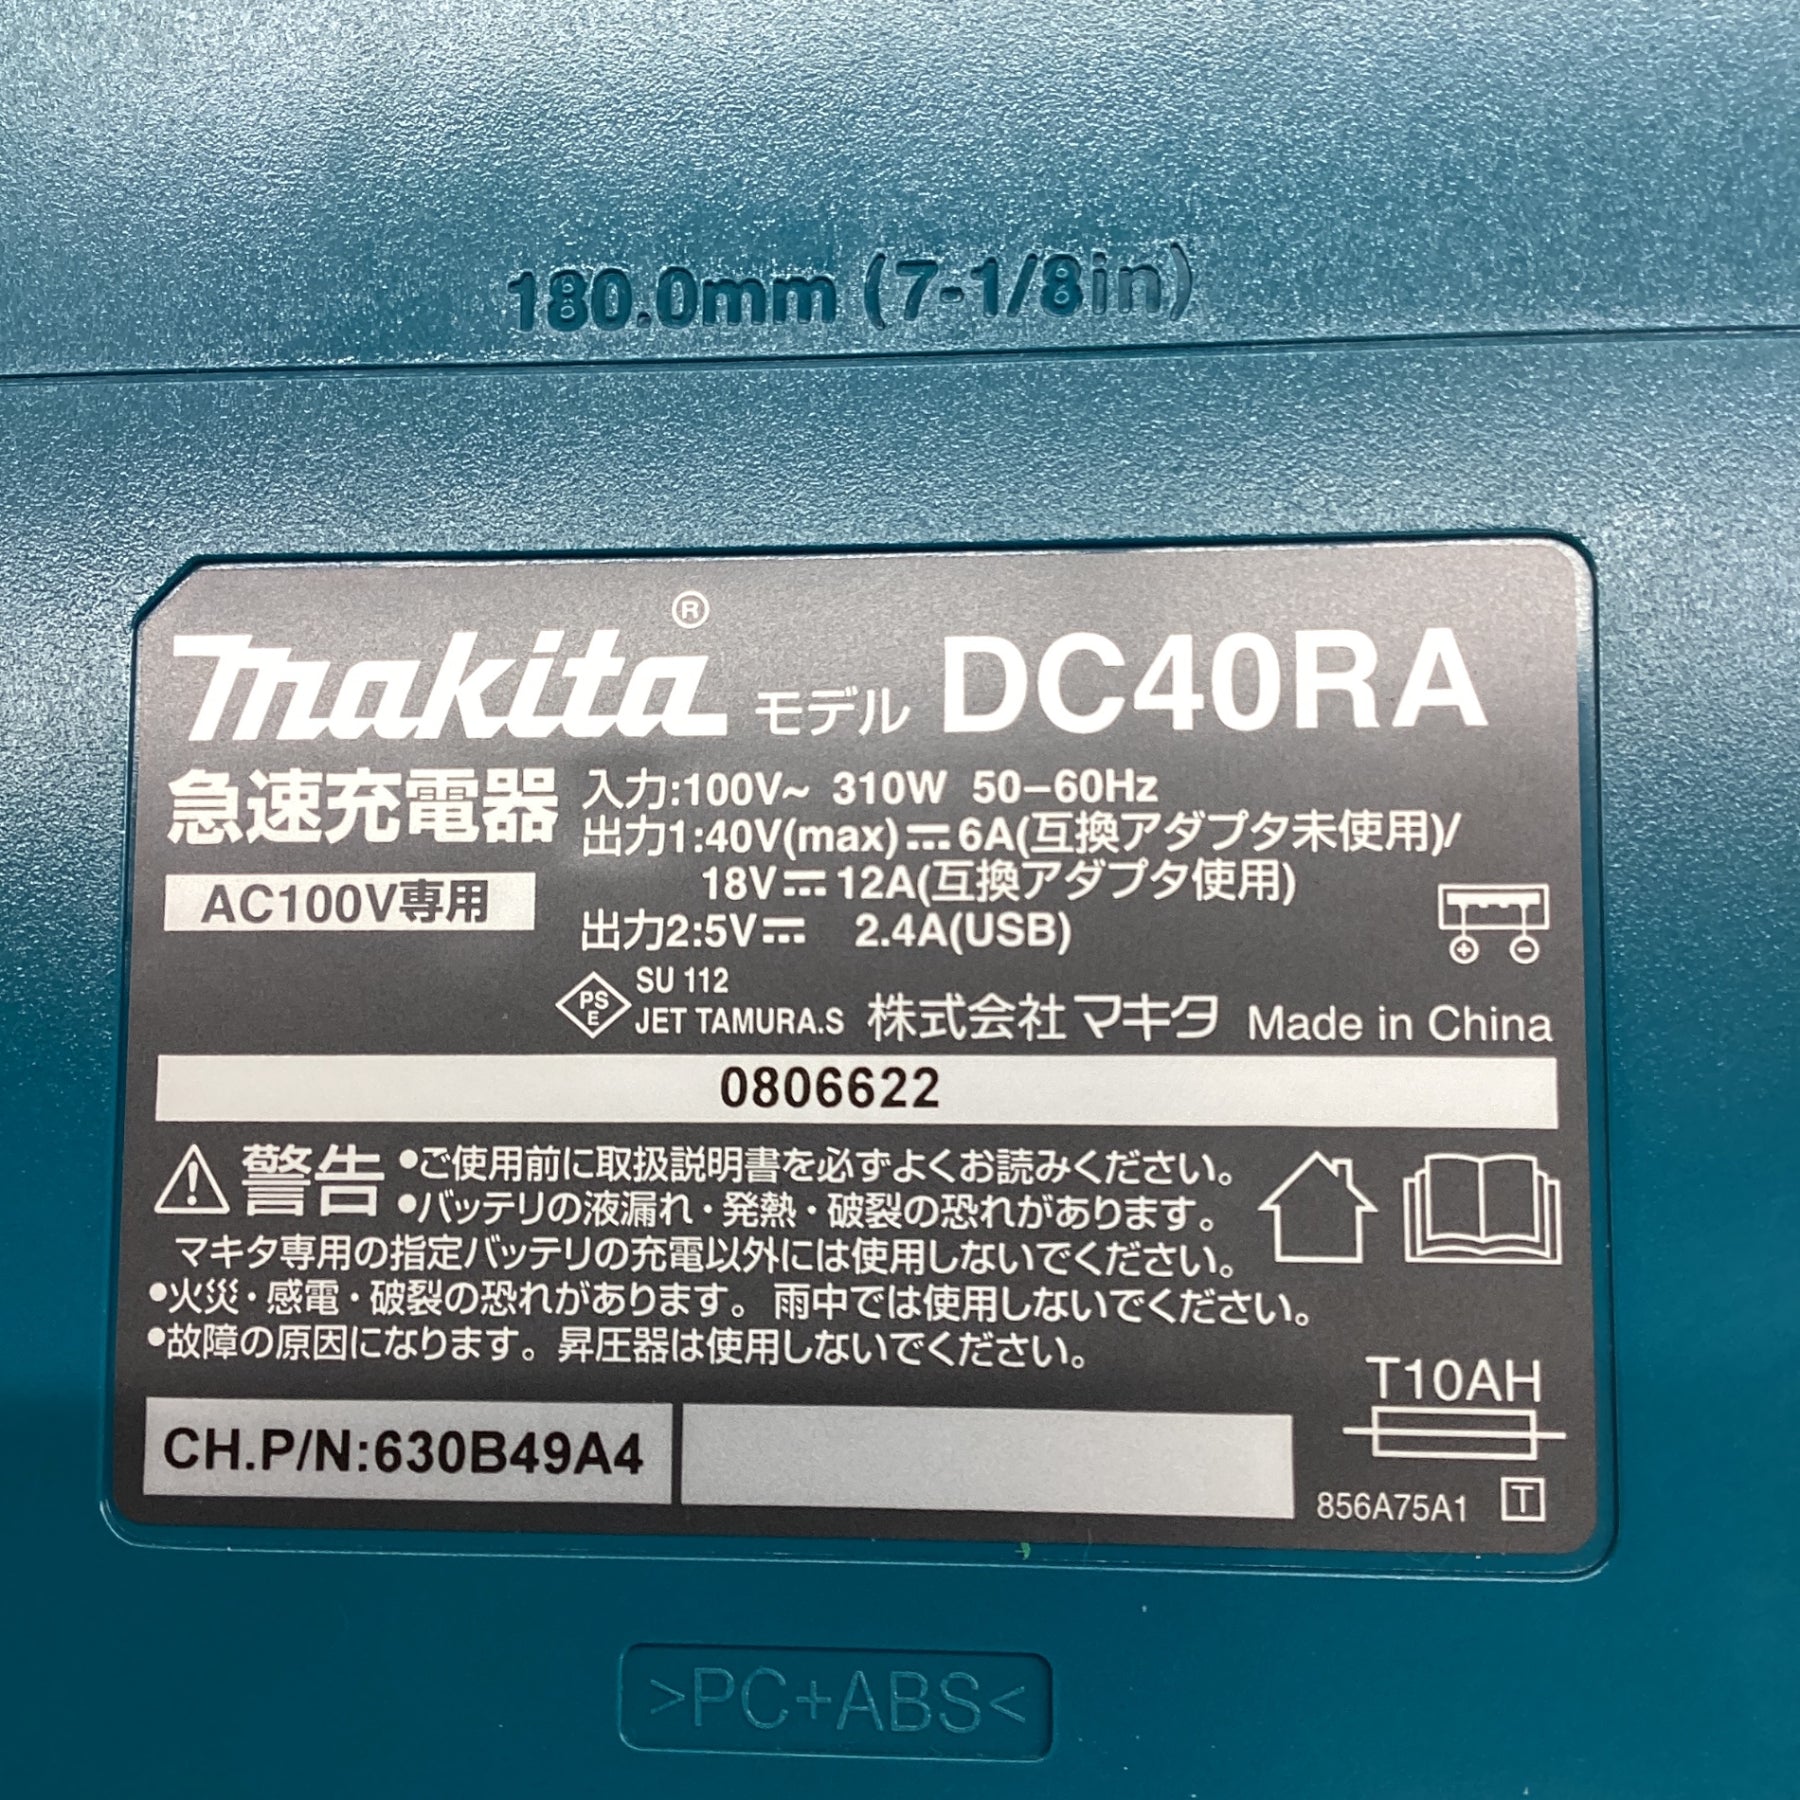 180.0mm (7-1/8in)
makita® モデル DC40RA
急速充電器
AC100V専用
入力:100V~ 310W 50-60Hz
出力1:40V(max)⎓6A(互換アダプタ未使用)/
18V⎓12A(互換アダプタ使用)
出力2:5V⎓ 2.4A(USB)
PSE SU 112
JET TAMURA.S 株式会社マキタ Made in China
0806622
警告 •ご使用前に取扱説明書を必ずよくお読みください。
•バッテリの液漏れ・発熱・破裂の恐れがあります。
マキタ専用の指定バッテリの充電以外には使用しないでください。
•火災・感電・破裂の恐れがあります。雨中では使用しないでください。
•故障の原因になります。昇圧器は使用しないでください。
T10AH
CH.P/N:630B49A4
856A75A1 T
>PC+ABS<